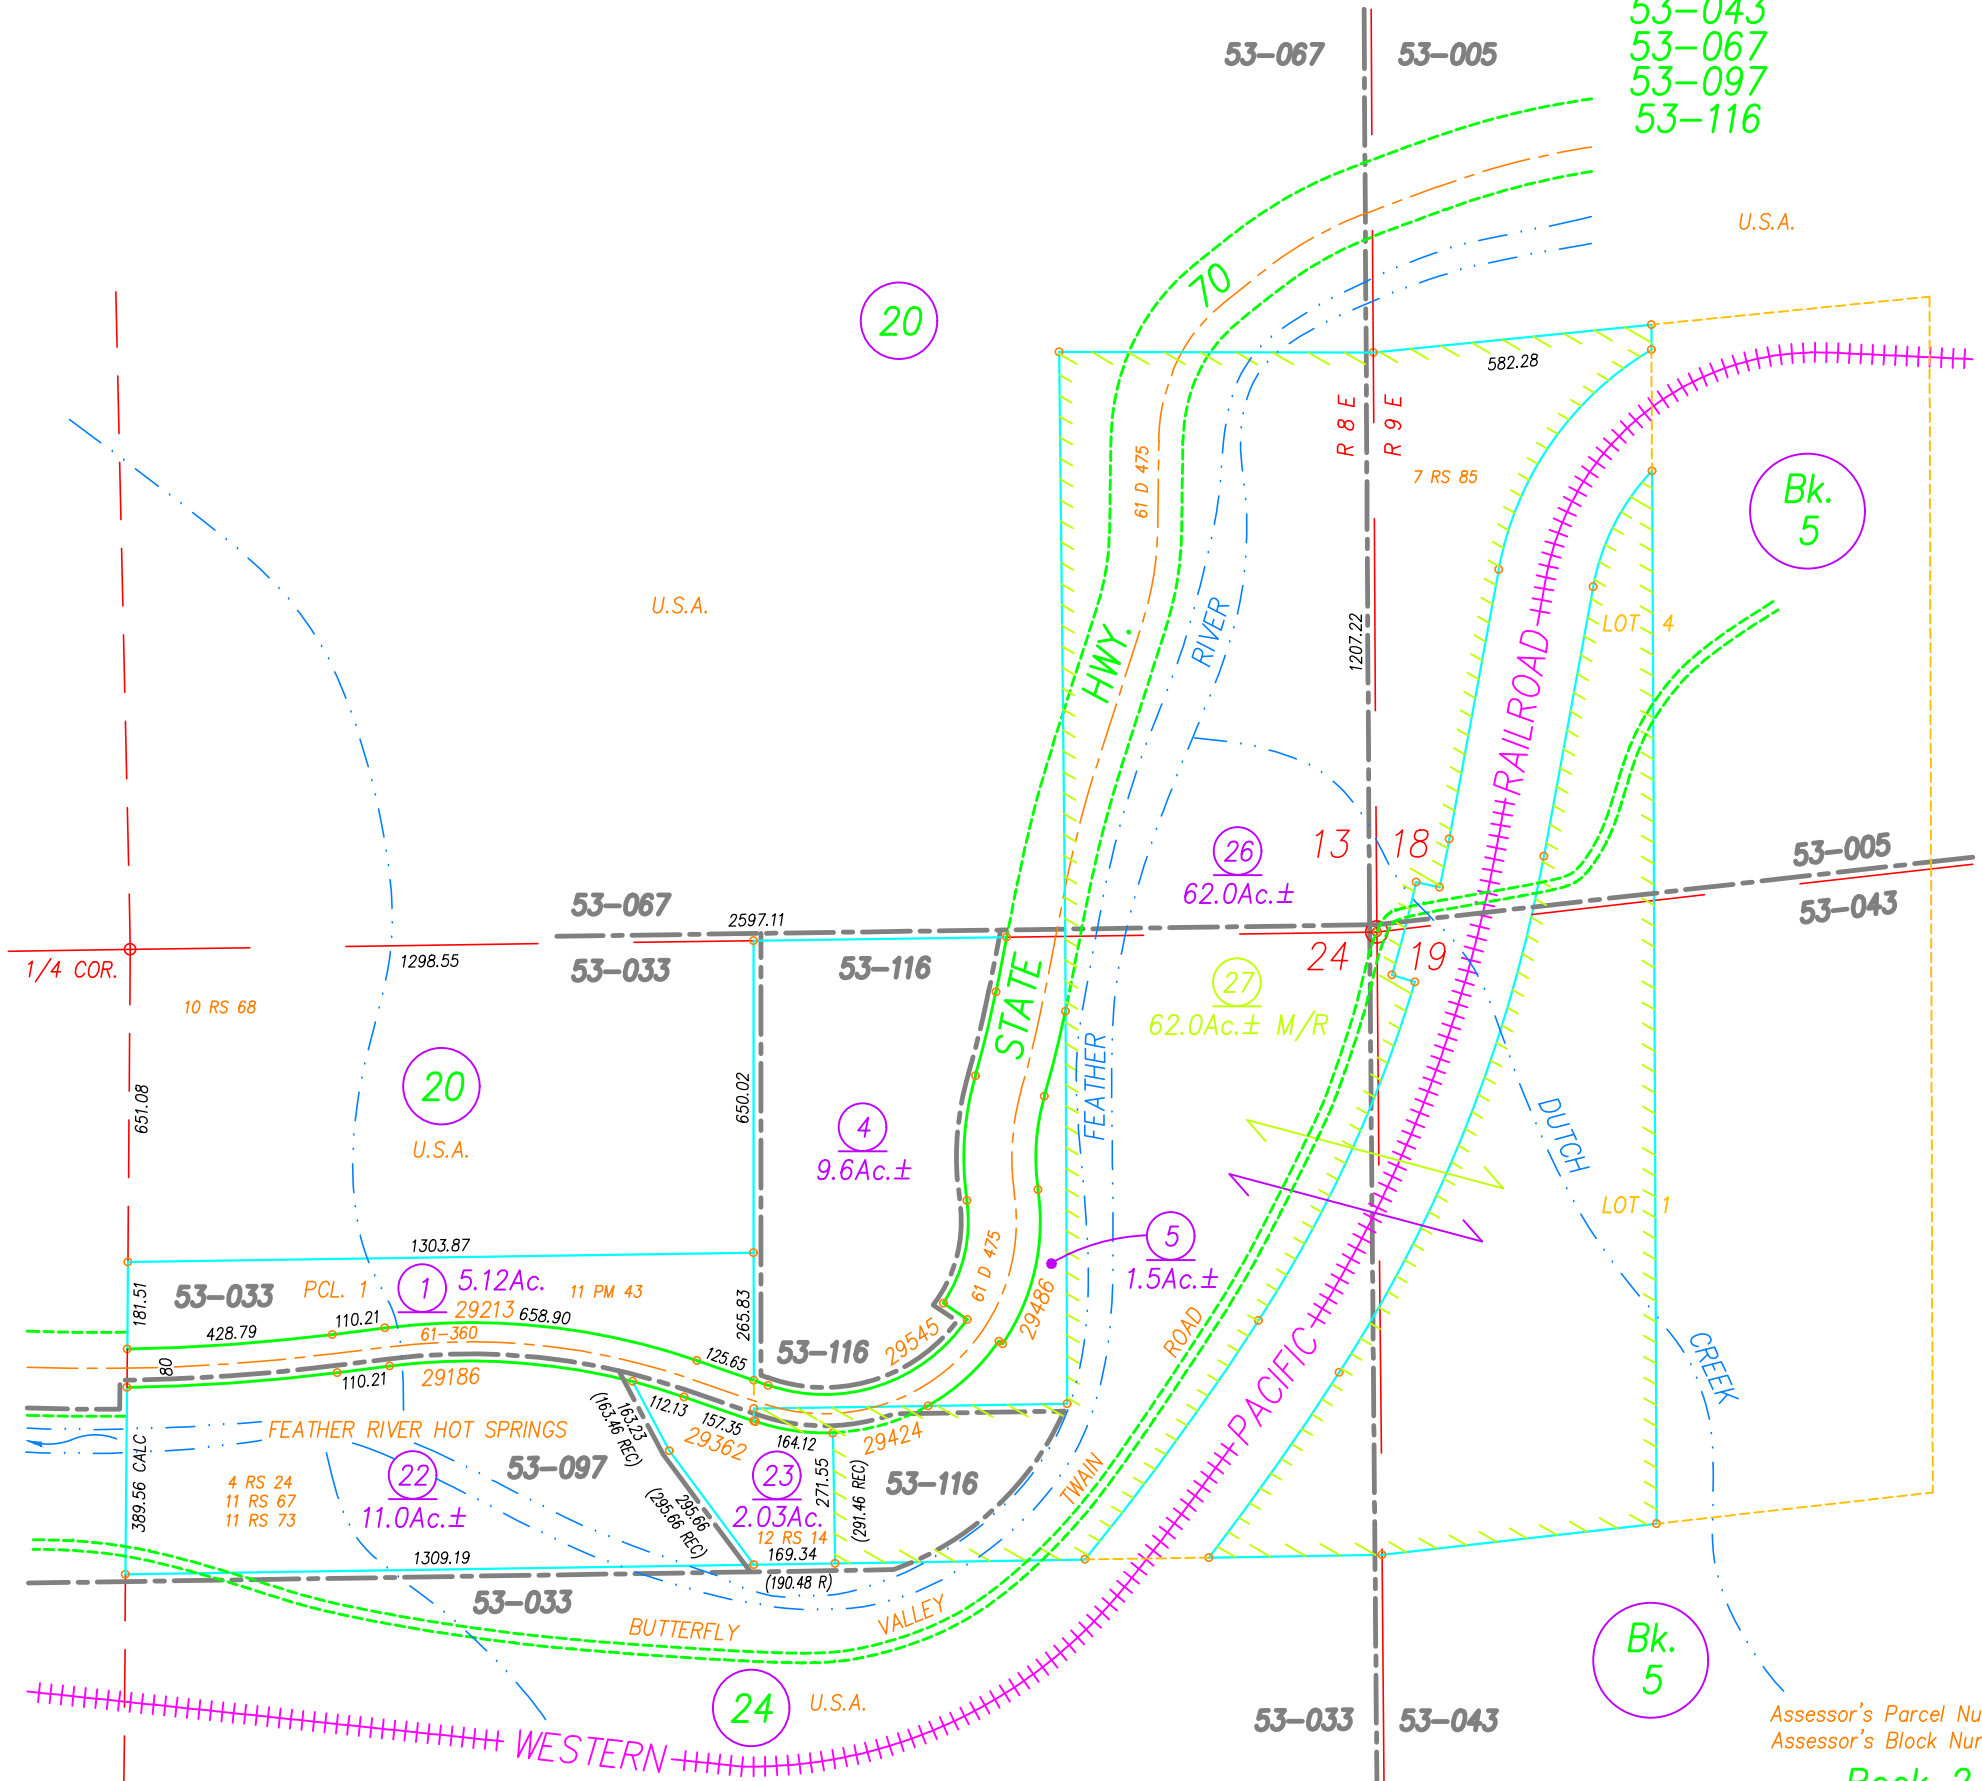 53-043
53-067
53-097
53-116
53-067
53-005
U.S.A.
20
70
582.28
R 8 E
R 9 E
61 D 475
7 RS 85
Bk.
5
U.S.A.
RIVER
HWY.
1207.22
LOT 4
RAILROAD
26
62.0Ac.±
13
18
53-005
53-043
53-067
2597.11
1/4 COR.
1298.55
53-033
53-116
STATE
24
19
27
62.0Ac.± M/R
10 RS 68
FEATHER
20
U.S.A.
651.08
650.02
4
9.6Ac.±
DUTCH
LOT 1
5
1.5Ac.±
1303.87
181.51
53-033
PCL. 1
1
5.12Ac.
11 PM 43
29213
658.90
110.21
428.79
61-360
265.83
61 D 475
29486
29545
53-116
125.65
80
110.21
29186
ROAD
PACIFIC
CREEK
163.23
(163.46 REC)
112.13
157.35
29362
164.12
29424
FEATHER RIVER HOT SPRINGS
389.56 CALC
22
11.0Ac.±
53-097
4 RS 24
11 RS 67
11 RS 73
295.66
(295.66 REC)
23
2.03Ac.
12 RS 14
271.55
(291.46 REC)
53-116
TWAIN
1309.19
169.34
(190.48 R)
53-033
BUTTERFLY
VALLEY
24
U.S.A.
WESTERN
53-033
53-043
Bk.
5
Assessor's Parcel Nu
Assessor's Block Nur
Book 2